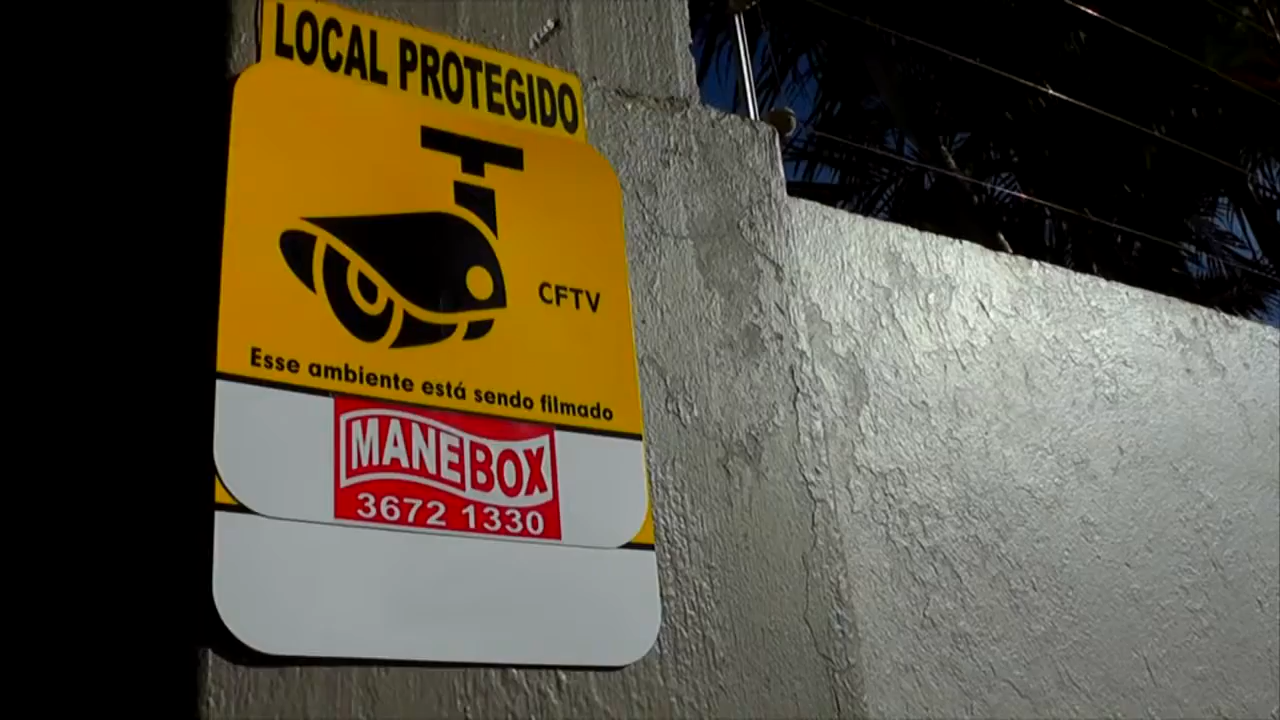 LOCAL PROTEGIDO
CFTV
Esse ambiente está sendo filmado
MANEBOX
3672 1330